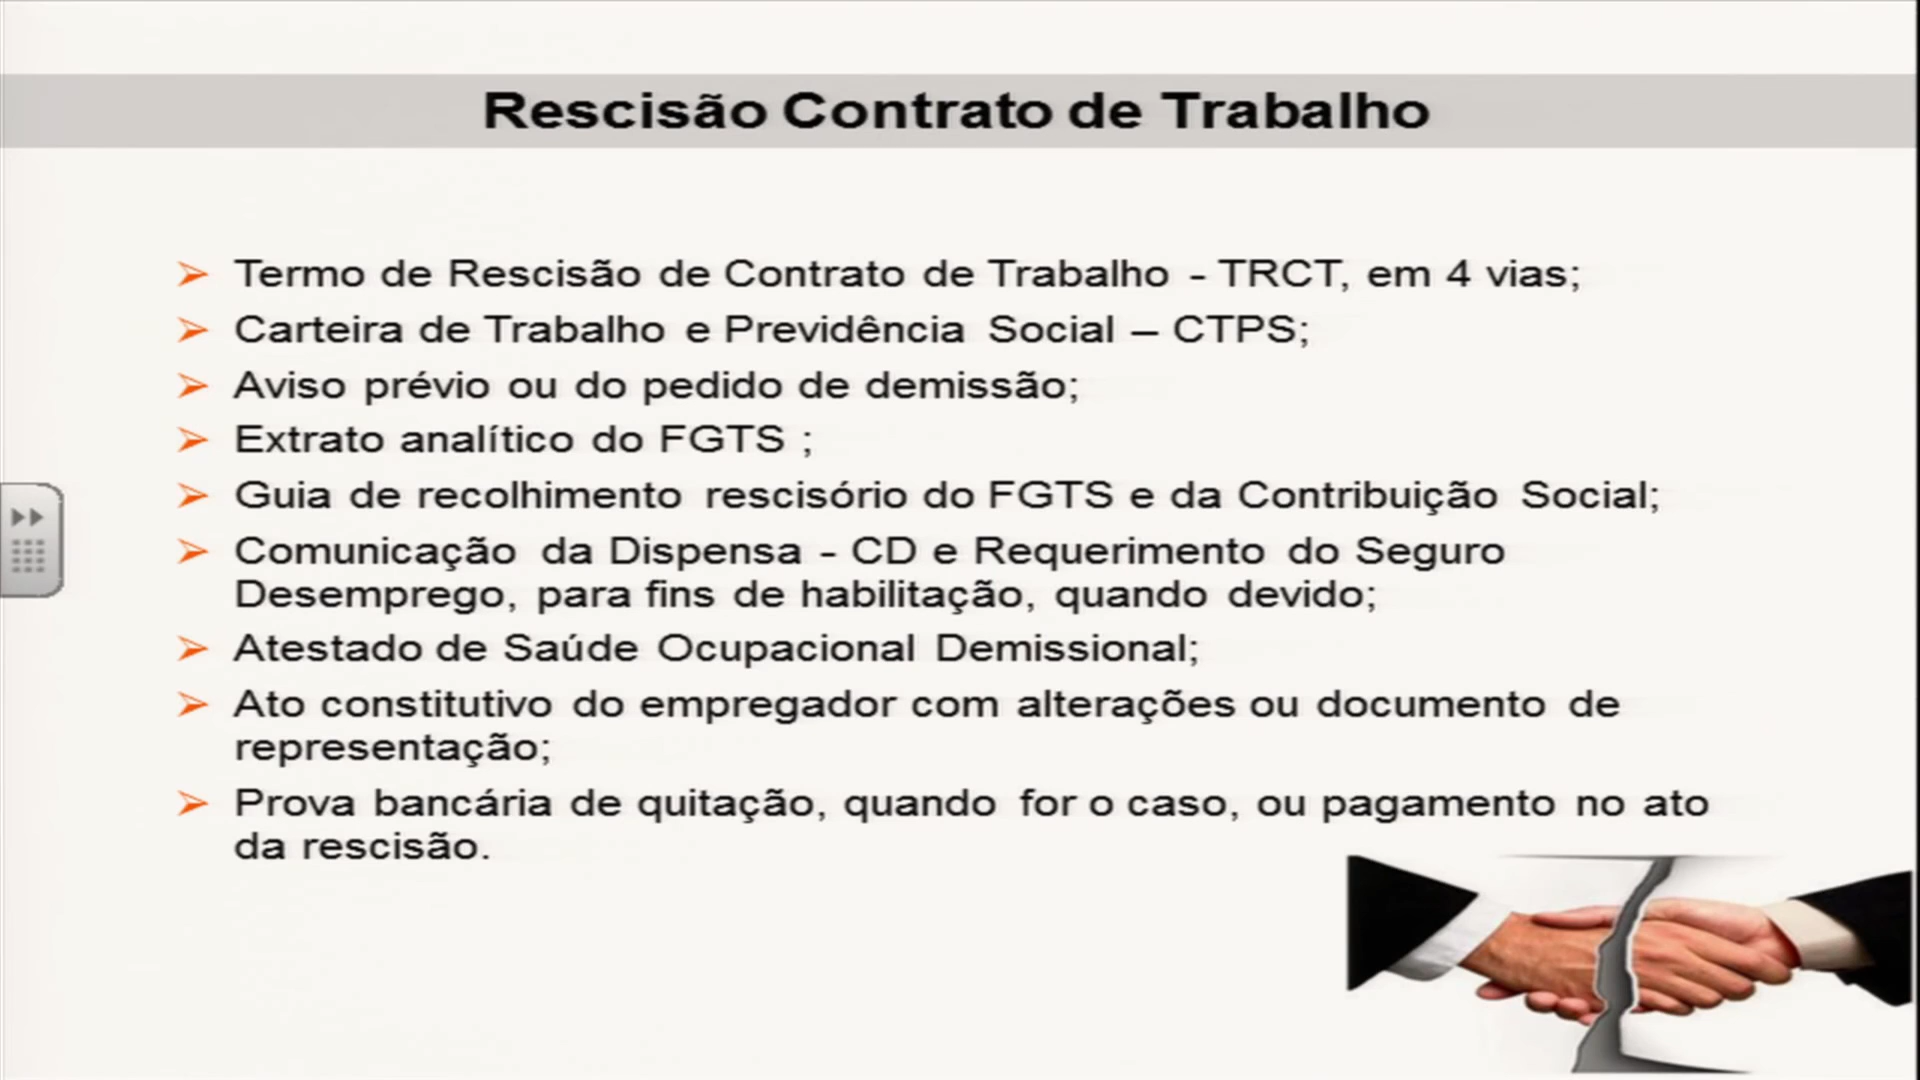 Rescisão Contrato de Trabalho
Termo de Rescisão de Contrato de Trabalho - TRCT, em 4 vias;
Carteira de Trabalho e Previdência Social – CTPS;
Aviso prévio ou do pedido de demissão;
Extrato analítico do FGTS ;
Guia de recolhimento rescisório do FGTS e da Contribuição Social;
Comunicação da Dispensa - CD e Requerimento do Seguro
Desemprego, para fins de habilitação, quando devido;
Atestado de Saúde Ocupacional Demissional;
Ato constitutivo do empregador com alterações ou documento de
representação;
Prova bancária de quitação, quando for o caso, ou pagamento no ato
da rescisão.